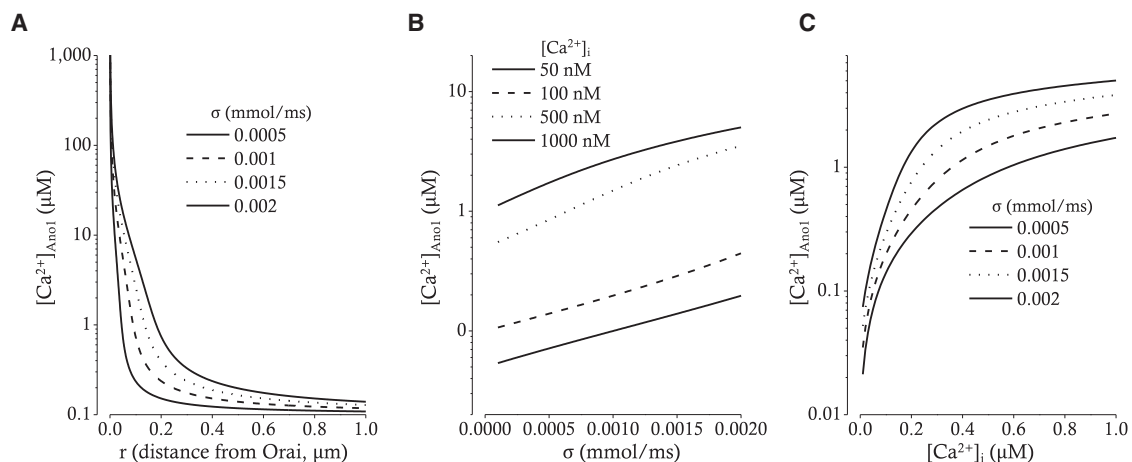 A
1,000
100
10
1
0.1
[Ca²⁺]Ano1 (μM)
σ (mmol/ms)
0.0005
0.001
0.0015
0.002
0.0 0.2 0.4 0.6 0.8 1.0
r (distance from Orai, μm)
B
[Ca²⁺]i
50 nM
100 nM
500 nM
1000 nM
10
1
0
[Ca²⁺]Ano1 (μM)
0.0000 0.0005 0.0010 0.0015 0.0020
σ (mmol/ms)
C
1
0.1
0.01
[Ca²⁺]Ano1 (μM)
σ (mmol/ms)
0.0005
0.001
0.0015
0.002
0.0 0.2 0.4 0.6 0.8 1.0
[Ca²⁺]i (μM)